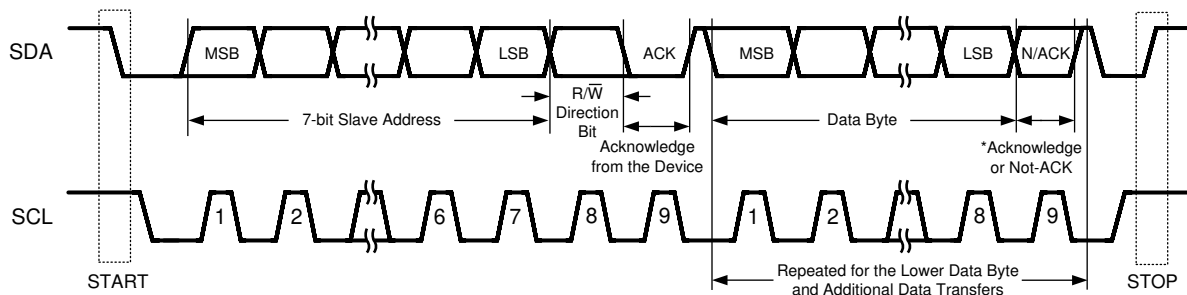 SDA
MSB
LSB
ACK
MSB
LSB
N/ACK
R/W̅
Direction
Bit
7-bit Slave Address
Acknowledge
from the Device
Data Byte
*Acknowledge
or Not-ACK
SCL
1
2
6
7
8
9
1
2
8
9
START
Repeated for the Lower Data Byte
and Additional Data Transfers
STOP